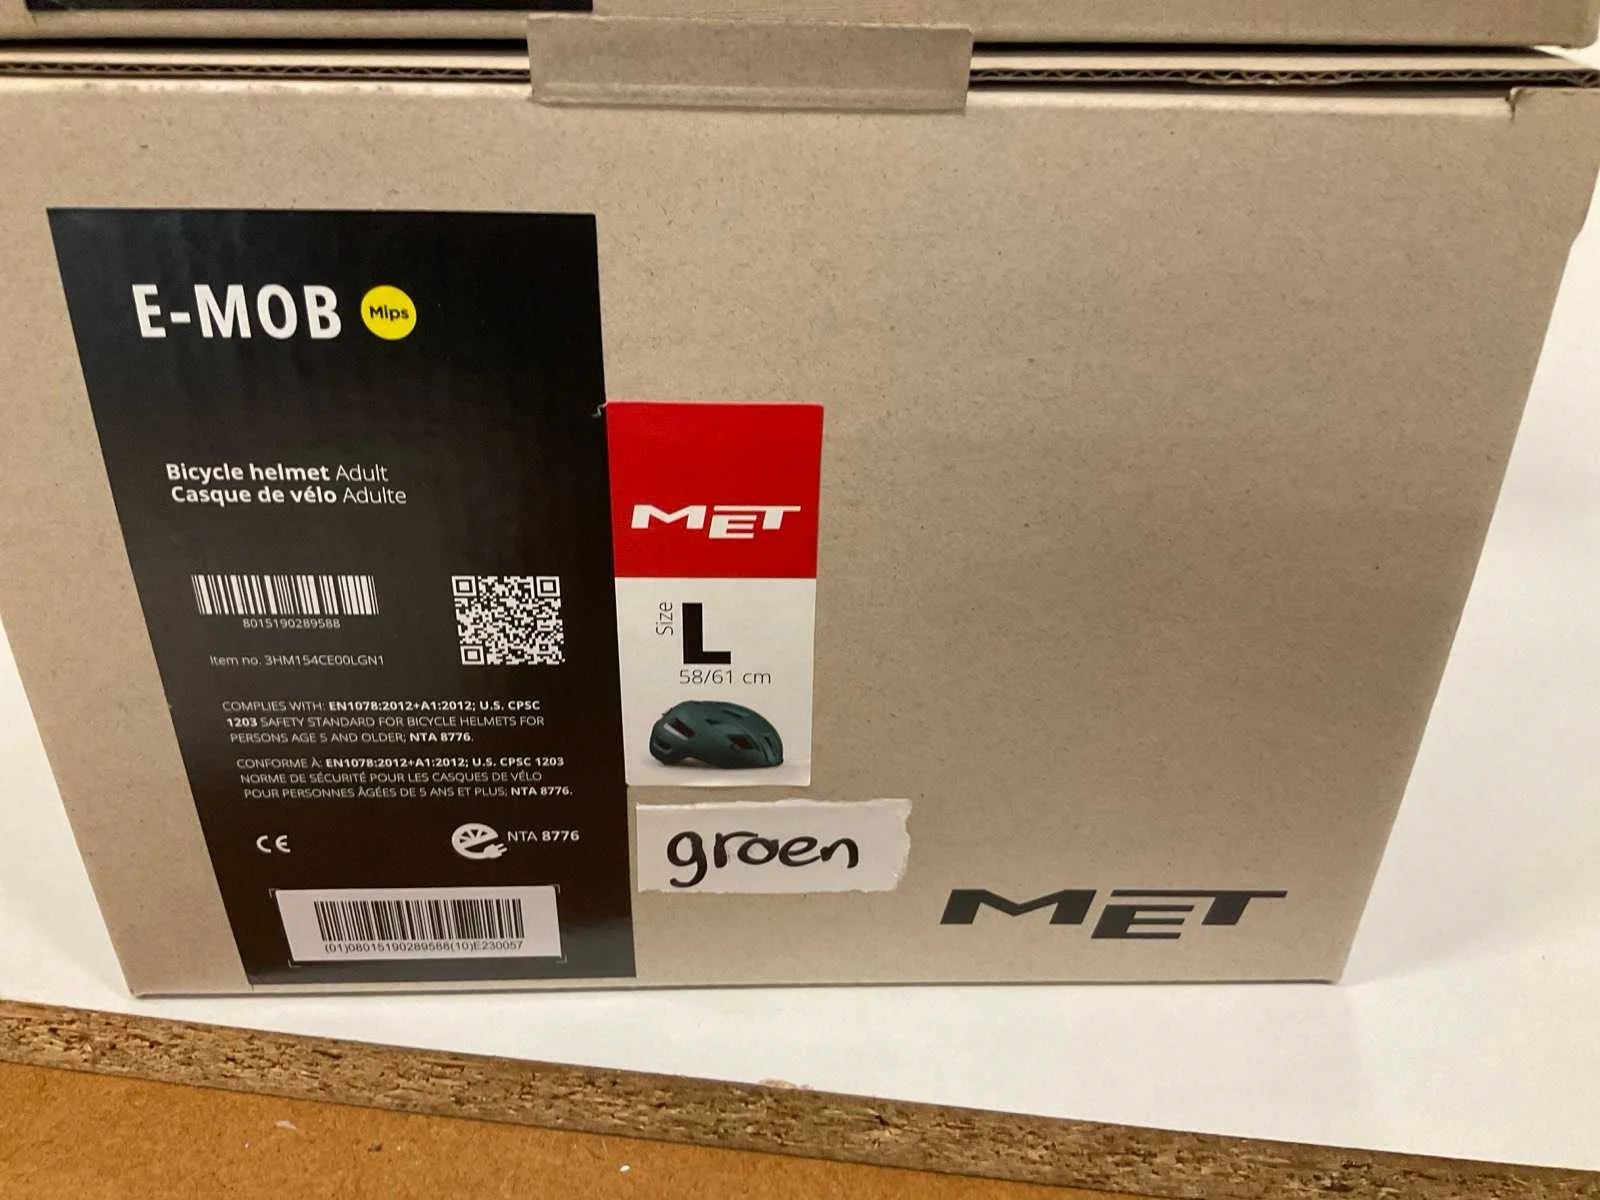 E-MOB Mips
Bicycle helmet Adult
Casque de vélo Adulte
8015190289588
Item no. 3HM154CE00LGN1
COMPLIES WITH: EN1078:2012+A1:2012; U.S. CPSC
1203 SAFETY STANDARD FOR BICYCLE HELMETS FOR
PERSONS AGE 5 AND OLDER; NTA 8776.
CONFORME À: EN1078:2012+A1:2012; U.S. CPSC 1203
NORME DE SÉCURITÉ POUR LES CASQUES DE VÉLO
POUR PERSONNES ÂGÉES DE 5 ANS ET PLUS; NTA 8776.
CE
NTA 8776
(01)08015190289588(10)E230057
MET
Size
L
58/61 cm
groen
MET